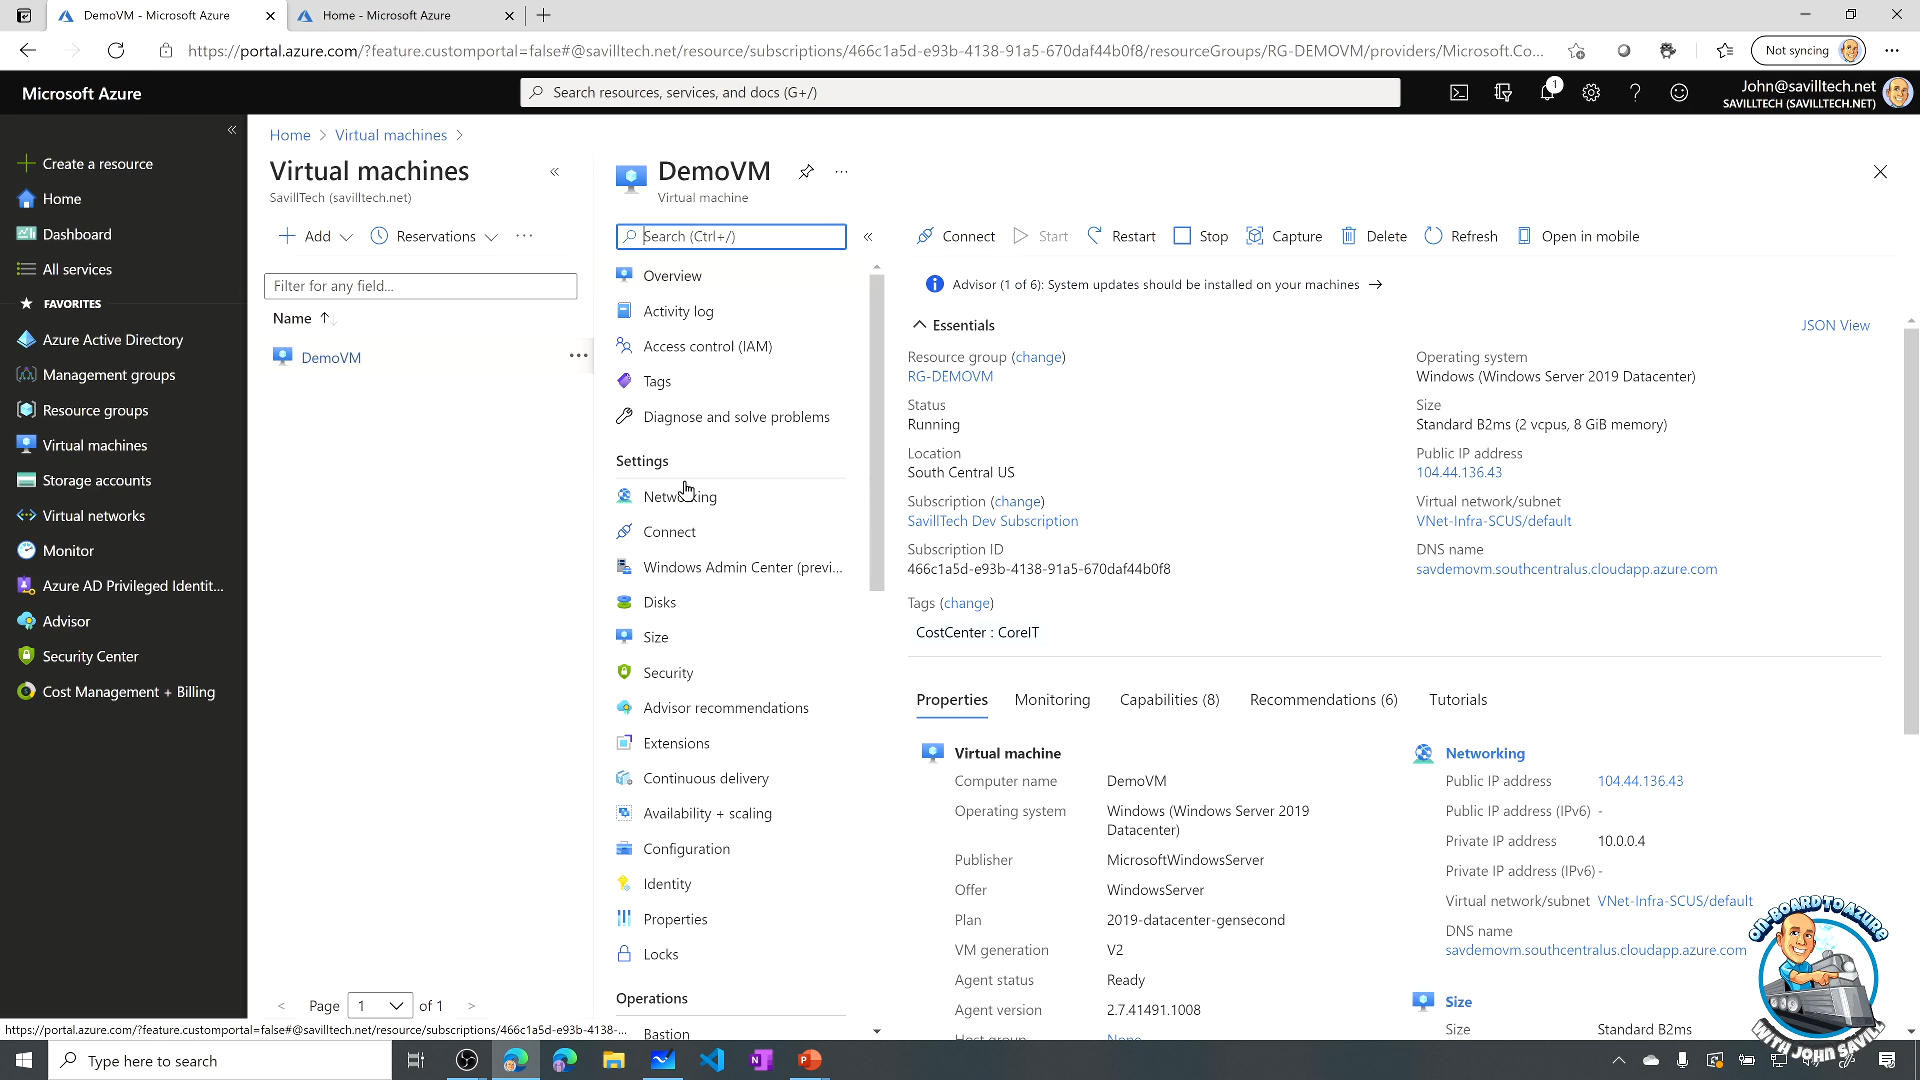 DemoVM - Microsoft Azure
Home - Microsoft Azure
https://portal.azure.com/?feature.customportal=false#@savilltech.net/resource/subscriptions/466c1a5d-e93b-4138-91a5-670daf44b0f8/resourceGroups/RG-DEMOVM/providers/Microsoft.Co...
Not syncing
Microsoft Azure
Search resources, services, and docs (G+/)
1
John@savilltech.net
SAVILLTECH (SAVILLTECH.NET)
Create a resource
Home
Dashboard
All services
FAVORITES
Azure Active Directory
Management groups
Resource groups
Virtual machines
Storage accounts
Virtual networks
Monitor
Azure AD Privileged Identit...
Advisor
Security Center
Cost Management + Billing
Home > Virtual machines >
Virtual machines
SavillTech (savilltech.net)
Add
Reservations
Filter for any field...
Name
DemoVM
Page 1 of 1
DemoVM
Virtual machine
Search (Ctrl+/)
Overview
Activity log
Access control (IAM)
Tags
Diagnose and solve problems
Settings
Networking
Connect
Windows Admin Center (previ...
Disks
Size
Security
Advisor recommendations
Extensions
Continuous delivery
Availability + scaling
Configuration
Identity
Properties
Locks
Operations
Bastion
Connect
Start
Restart
Stop
Capture
Delete
Refresh
Open in mobile
Advisor (1 of 6): System updates should be installed on your machines
Essentials
JSON View
Resource group (change)
RG-DEMOVM
Status
Running
Location
South Central US
Subscription (change)
SavillTech Dev Subscription
Subscription ID
466c1a5d-e93b-4138-91a5-670daf44b0f8
Operating system
Windows (Windows Server 2019 Datacenter)
Size
Standard B2ms (2 vcpus, 8 GiB memory)
Public IP address
104.44.136.43
Virtual network/subnet
VNet-Infra-SCUS/default
DNS name
savdemovm.southcentralus.cloudapp.azure.com
Tags (change)
CostCenter : CoreIT
Properties
Monitoring
Capabilities (8)
Recommendations (6)
Tutorials
Virtual machine
Computer name DemoVM
Operating system Windows (Windows Server 2019
Datacenter)
Publisher MicrosoftWindowsServer
Offer WindowsServer
Plan 2019-datacenter-gensecond
VM generation V2
Agent status Ready
Agent version 2.7.41491.1008
Host group None
Networking
Public IP address 104.44.136.43
Public IP address (IPv6) -
Private IP address 10.0.0.4
Private IP address (IPv6) -
Virtual network/subnet VNet-Infra-SCUS/default
DNS name
savdemovm.southcentralus.cloudapp.azure.com
Size
Size Standard B2ms
ON-BOARD TO AZURE
WITH JOHN SAVILL
https://portal.azure.com/?feature.customportal=false#@savilltech.net/resource/subscriptions/466c1a5d-e93b-4138-...
Type here to search